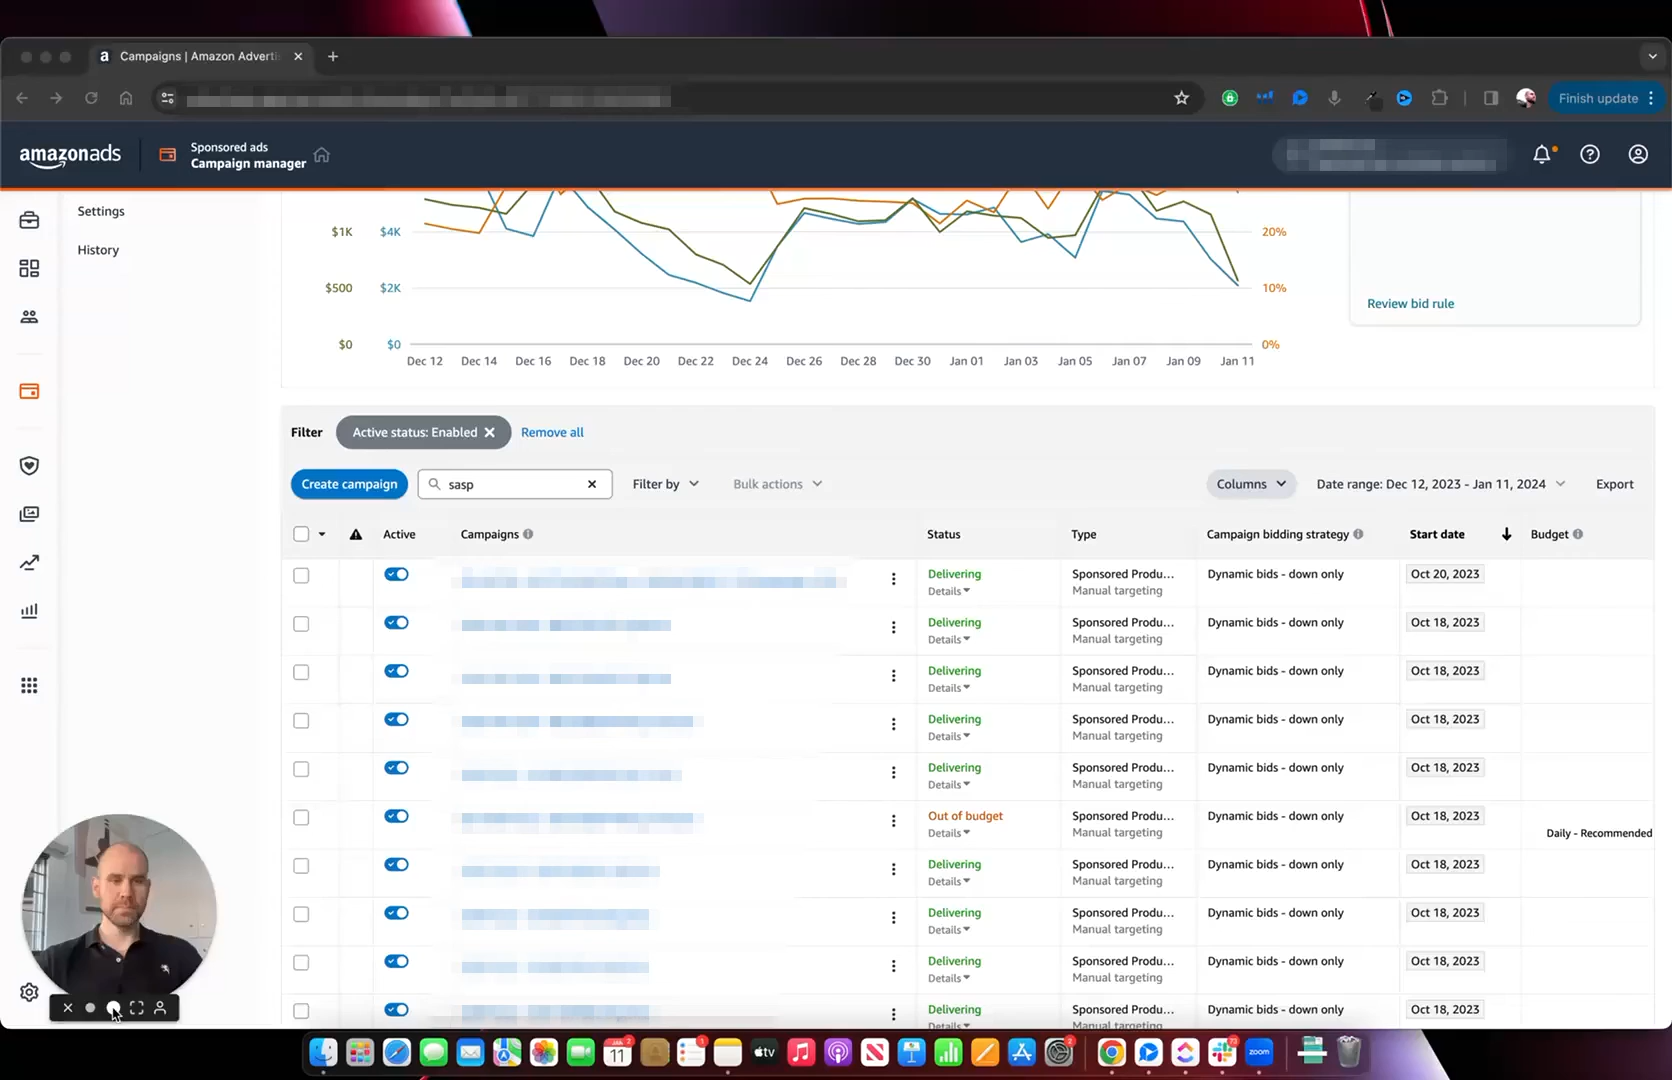 Campaigns | Amazon Adverti
Finish update
amazonads
Sponsored ads
Campaign manager
Settings
History
$1K $4K 20%
$500 $2K 10%
$0 $0 0%
Dec 12 Dec 14 Dec 16 Dec 18 Dec 20 Dec 22 Dec 24 Dec 26 Dec 28 Dec 30 Jan 01 Jan 03 Jan 05 Jan 07 Jan 09 Jan 11
Review bid rule
Filter Active status: Enabled Remove all
Create campaign sasp Filter by Bulk actions Columns Date range: Dec 12, 2023 - Jan 11, 2024 Export
Active Campaigns Status Type Campaign bidding strategy Start date Budget
Delivering Sponsored Produ... Dynamic bids - down only Oct 20, 2023
Details Manual targeting
Delivering Sponsored Produ... Dynamic bids - down only Oct 18, 2023
Details Manual targeting
Delivering Sponsored Produ... Dynamic bids - down only Oct 18, 2023
Details Manual targeting
Delivering Sponsored Produ... Dynamic bids - down only Oct 18, 2023
Details Manual targeting
Delivering Sponsored Produ... Dynamic bids - down only Oct 18, 2023
Details Manual targeting
Out of budget Sponsored Produ... Dynamic bids - down only Oct 18, 2023
Details Manual targeting Daily - Recommended
Delivering Sponsored Produ... Dynamic bids - down only Oct 18, 2023
Details Manual targeting
Delivering Sponsored Produ... Dynamic bids - down only Oct 18, 2023
Details Manual targeting
Delivering Sponsored Produ... Dynamic bids - down only Oct 18, 2023
Details Manual targeting
Delivering Sponsored Produ... Dynamic bids - down only Oct 18, 2023
Details Manual targeting
11
tv
zoom